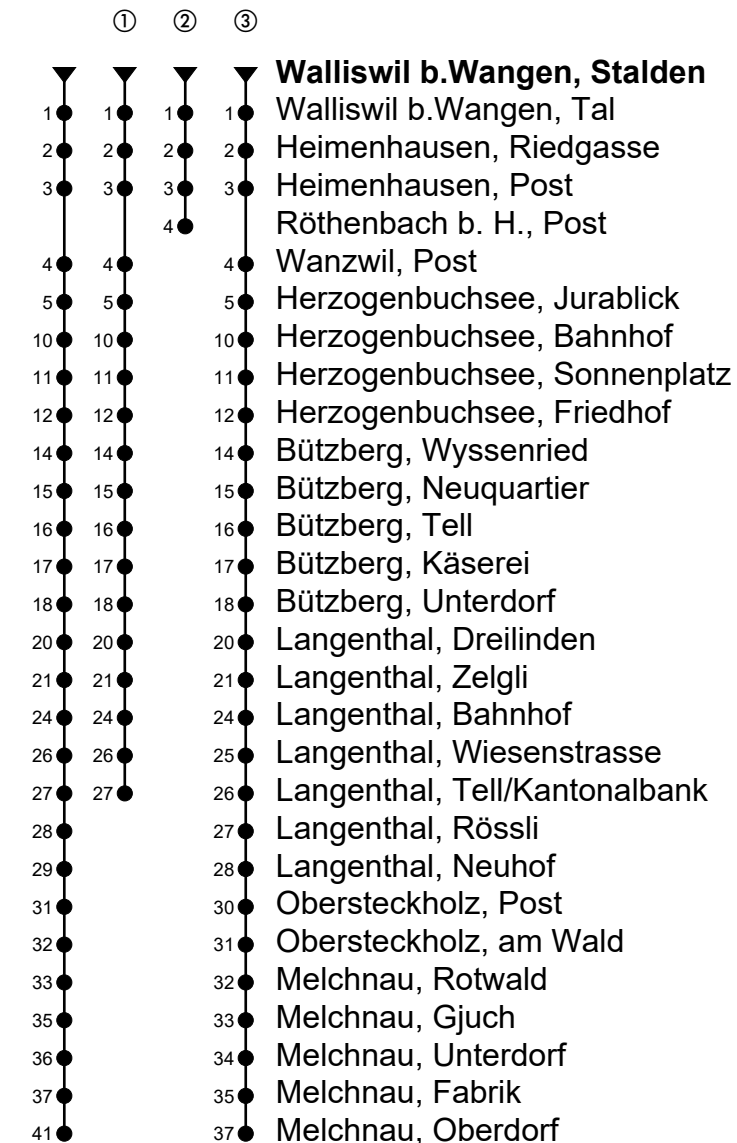 ① ② ③
Walliswil b.Wangen, Stalden
1 1 1 1 Walliswil b.Wangen, Tal
2 2 2 2 Heimenhausen, Riedgasse
3 3 3 3 Heimenhausen, Post
4 Röthenbach b. H., Post
4 4 4 Wanzwil, Post
5 5 5 Herzogenbuchsee, Jurablick
10 10 10 Herzogenbuchsee, Bahnhof
11 11 11 Herzogenbuchsee, Sonnenplatz
12 12 12 Herzogenbuchsee, Friedhof
14 14 14 Bützberg, Wyssenried
15 15 15 Bützberg, Neuquartier
16 16 16 Bützberg, Tell
17 17 17 Bützberg, Käserei
18 18 18 Bützberg, Unterdorf
20 20 20 Langenthal, Dreilinden
21 21 21 Langenthal, Zelgli
24 24 24 Langenthal, Bahnhof
26 26 25 Langenthal, Wiesenstrasse
27 27 26 Langenthal, Tell/Kantonalbank
28 27 Langenthal, Rössli
29 28 Langenthal, Neuhof
31 30 Obersteckholz, Post
32 31 Obersteckholz, am Wald
33 32 Melchnau, Rotwald
35 33 Melchnau, Gjuch
36 34 Melchnau, Unterdorf
37 35 Melchnau, Fabrik
41 37 Melchnau, Oberdorf